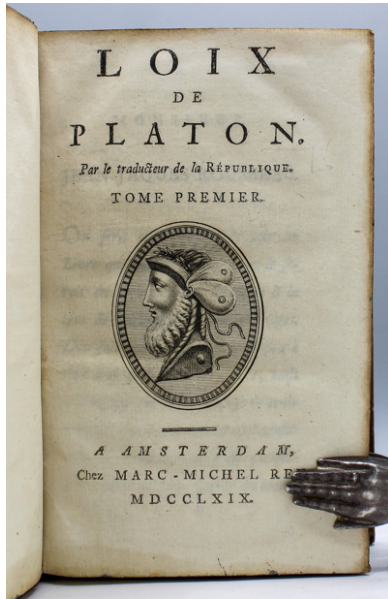 LOIX
DE
PLATON.
Par le traducteur de la RÉPUBLIQUE.
TOME PREMIER.
A AMSTERDAM,
Chez MARC-MICHEL
MDCCLXIX.